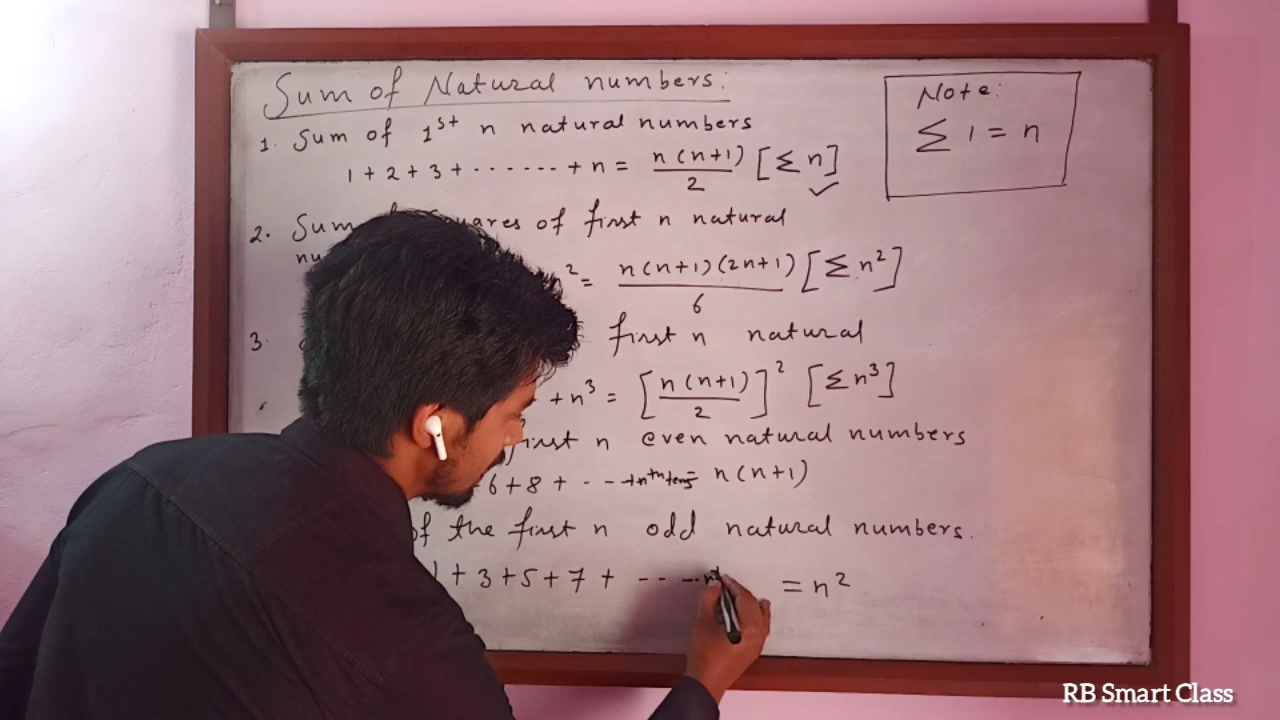 Sum of Natural numbers:
1. Sum of 1st n natural numbers
1 + 2 + 3 + ....... + n = n(n+1)/2 [Σ n] ✓
Note:
Σ 1 = n
2. Sum of squares of first n natural
n² = n(n+1)(2n+1)/6 [Σ n²]
3. first n natural
+ n³ = [n(n+1)/2]² [Σ n³]
first n even natural numbers
6 + 8 + - - + nth term = n(n+1)
of the first n odd natural numbers.
1 + 3 + 5 + 7 + - - - = n²
RB Smart Class